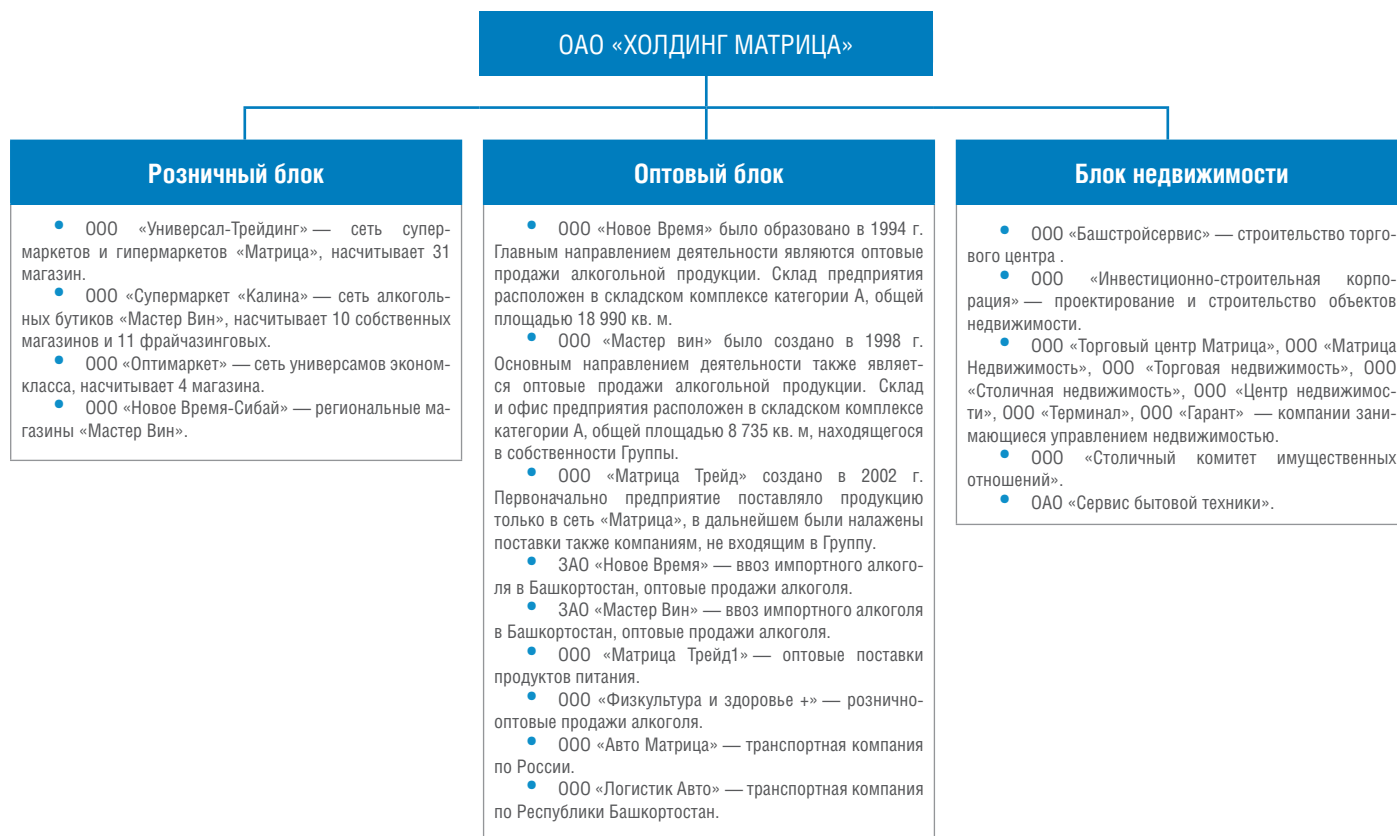 ОАО «ХОЛДИНГ МАТРИЦА»
Розничный блок
• ООО «Универсал-Трейдинг» — сеть супер-
маркетов и гипермаркетов «Матрица», насчитывает 31
магазин.
• ООО «Супермаркет «Калина» — сеть алкоголь-
ных бутиков «Мастер Вин», насчитывает 10 собственных
магазинов и 11 фрайчазинговых.
• ООО «Оптимаркет» — сеть универсамов эконом-
класса, насчитывает 4 магазина.
• ООО «Новое Время-Сибай» — региональные ма-
газины «Мастер Вин».
Оптовый блок
• ООО «Новое Время» было образовано в 1994 г.
Главным направлением деятельности являются оптовые
продажи алкогольной продукции. Склад предприятия
расположен в складском комплексе категории А, общей
площадью 18 990 кв. м.
• ООО «Мастер вин» было создано в 1998 г.
Основным направлением деятельности также являет-
ся оптовые продажи алкогольной продукции. Склад
и офис предприятия расположен в складском комплексе
категории А, общей площадью 8 735 кв. м, находящегося
в собственности Группы.
• ООО «Матрица Трейд» создано в 2002 г.
Первоначально предприятие поставляло продукцию
только в сеть «Матрица», в дальнейшем были налажены
поставки также компаниям, не входящим в Группу.
• ЗАО «Новое Время» — ввоз импортного алкого-
ля в Башкортостан, оптовые продажи алкоголя.
• ЗАО «Мастер Вин» — ввоз импортного алкоголя
в Башкортостан, оптовые продажи алкоголя.
• ООО «Матрица Трейд1» — оптовые поставки
продуктов питания.
• ООО «Физкультура и здоровье +» — рознично-
оптовые продажи алкоголя.
• ООО «Авто Матрица» — транспортная компания
по России.
• ООО «Логистик Авто» — транспортная компания
по Республики Башкортостан.
Блок недвижимости
• ООО «Башстройсервис» — строительство торго-
вого центра .
• ООО «Инвестиционно-строительная корпо-
рация» — проектирование и строительство объектов
недвижимости.
• ООО «Торговый центр Матрица», ООО «Матрица
Недвижимость», ООО «Торговая недвижимость», ООО
«Столичная недвижимость», ООО «Центр недвижимос-
ти», ООО «Терминал», ООО «Гарант» — компании зани-
мающиеся управлением недвижимостью.
• ООО «Столичный комитет имущественных
отношений».
• ОАО «Сервис бытовой техники».